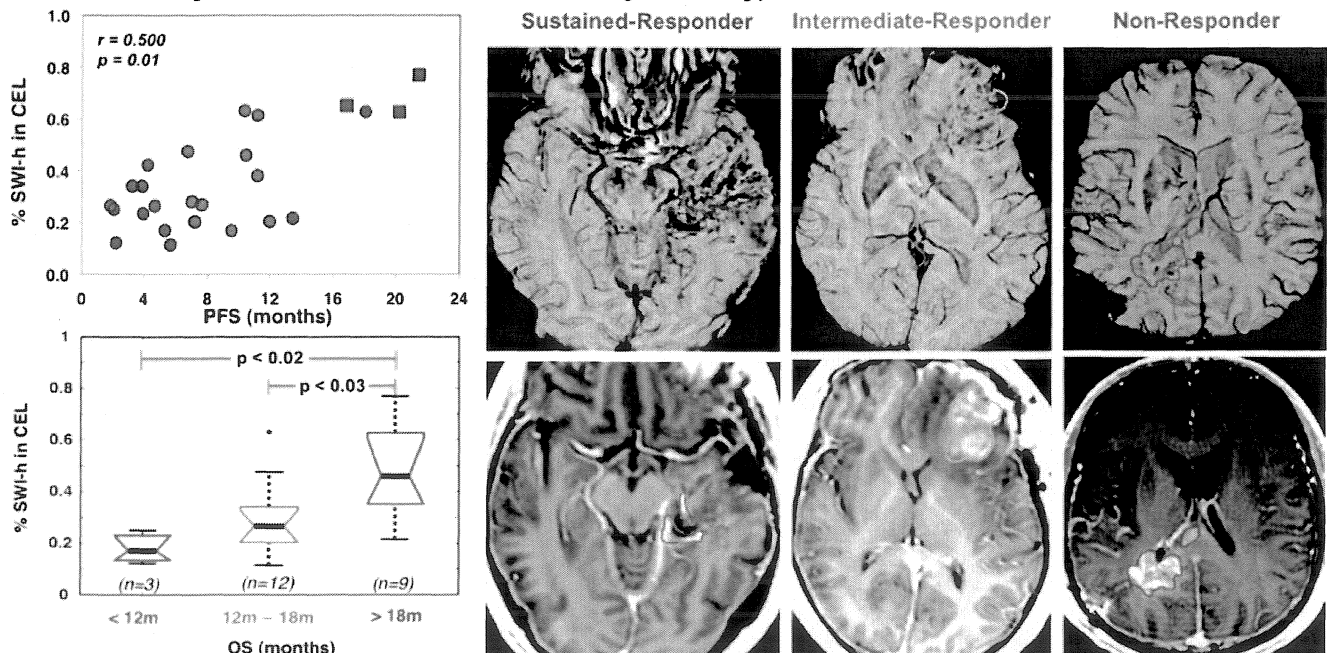 Sustained-Responder
Intermediate-Responder
Non-Responder
1.0
0.8
0.6
0.4
0.2
0.0
r = 0.500
p = 0.01
% SWI-h in CEL
0
4
8
12
16
20
24
PFS (months)
1
0.8
0.6
0.4
0.2
0
p < 0.02
p < 0.03
% SWI-h in CEL
(n=3)
(n=12)
(n=9)
< 12m
12m – 18m
> 18m
OS (months)